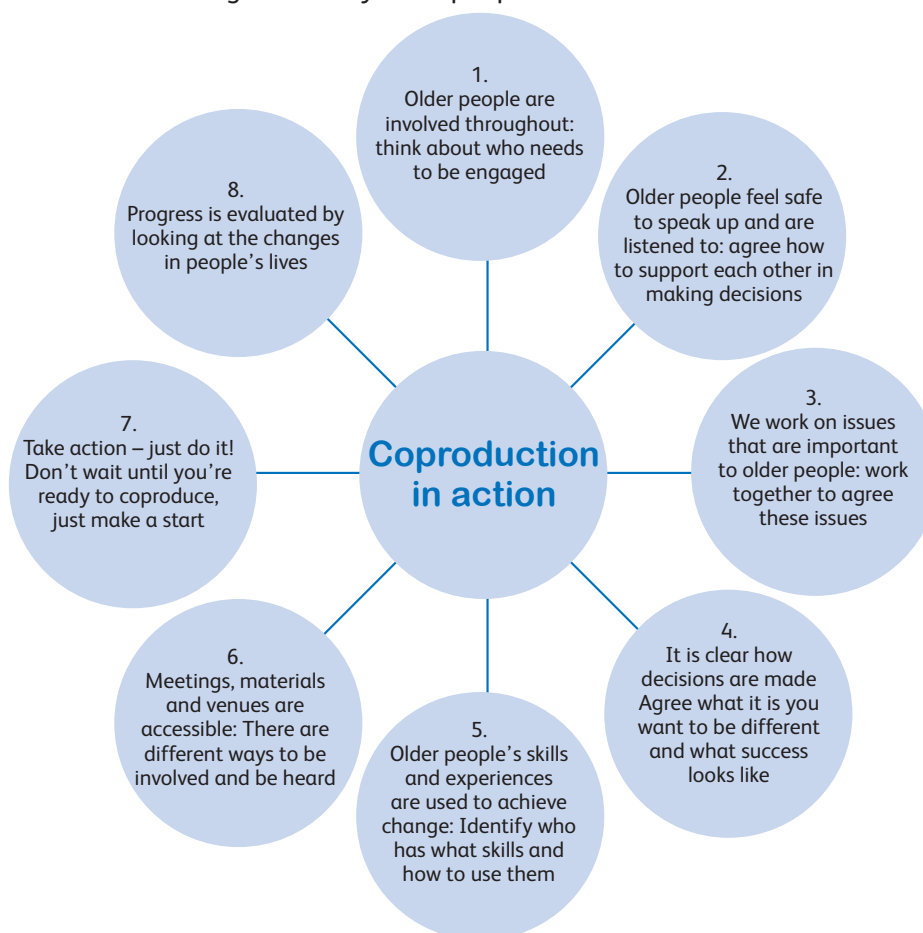 1.
Older people are
involved throughout:
think about who needs
to be engaged
2.
Older people feel safe
to speak up and are
listened to: agree how
to support each other in
making decisions
3.
We work on issues
that are important
to older people: work
together to agree
these issues
4.
It is clear how
decisions are made
Agree what it is you
want to be different
and what success
looks like
5.
Older people’s skills
and experiences
are used to achieve
change: Identify who
has what skills and
how to use them
6.
Meetings, materials
and venues are
accessible: There are
different ways to be
involved and be heard
7.
Take action – just do it!
Don’t wait until you’re
ready to coproduce,
just make a start
8.
Progress is evaluated by
looking at the changes
in people’s lives
Coproduction
in action